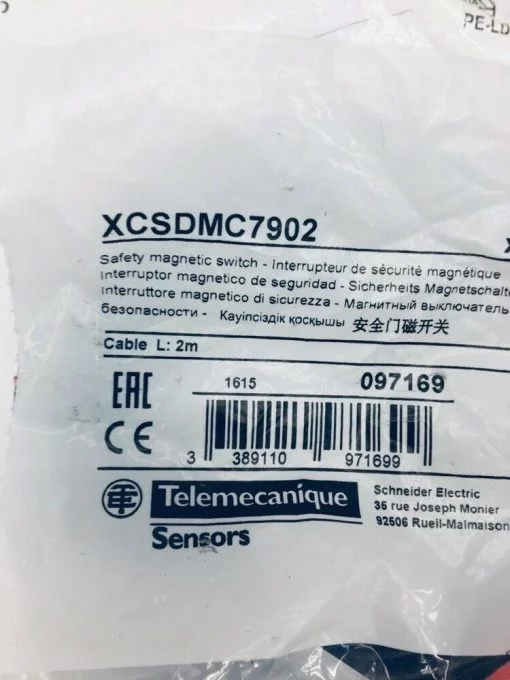 PE-LD
XCSDMC7902
Safety magnetic switch - Interrupteur de sécurité magnétique
Interruptor magnetico de seguridad - Sicherheits Magnetschalte
Interruttore magnetico di sicurezza - Магнитный выключатель
безопасности - Қауіпсіздік қосқышы 安全门磁开关
Cable L: 2m
EAC 1615 097169
CE
3 389110 971699
TE Telemecanique
Sensors
Schneider Electric
35 rue Joseph Monier
92506 Rueil-Malmaison